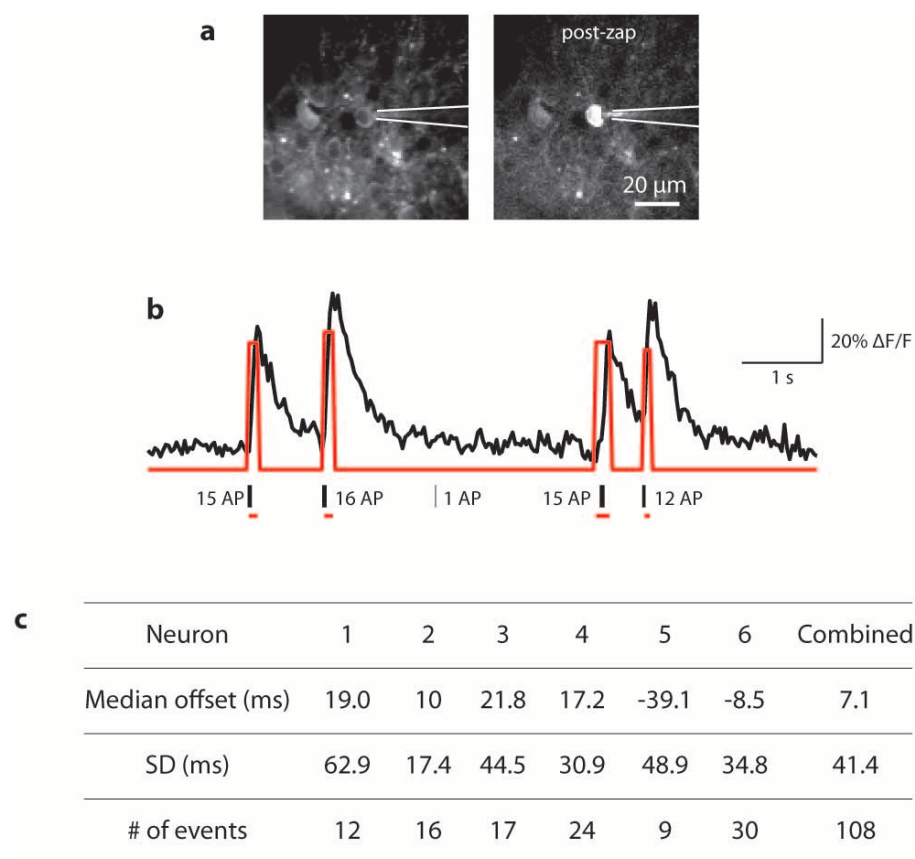 a
post-zap
20 µm
b
20% ΔF/F
1 s
15 AP 16 AP 1 AP 15 AP 12 AP
c
Neuron 1 2 3 4 5 6 Combined
Median offset (ms) 19.0 10 21.8 17.2 -39.1 -8.5 7.1
SD (ms) 62.9 17.4 44.5 30.9 48.9 34.8 41.4
# of events 12 16 17 24 9 30 108